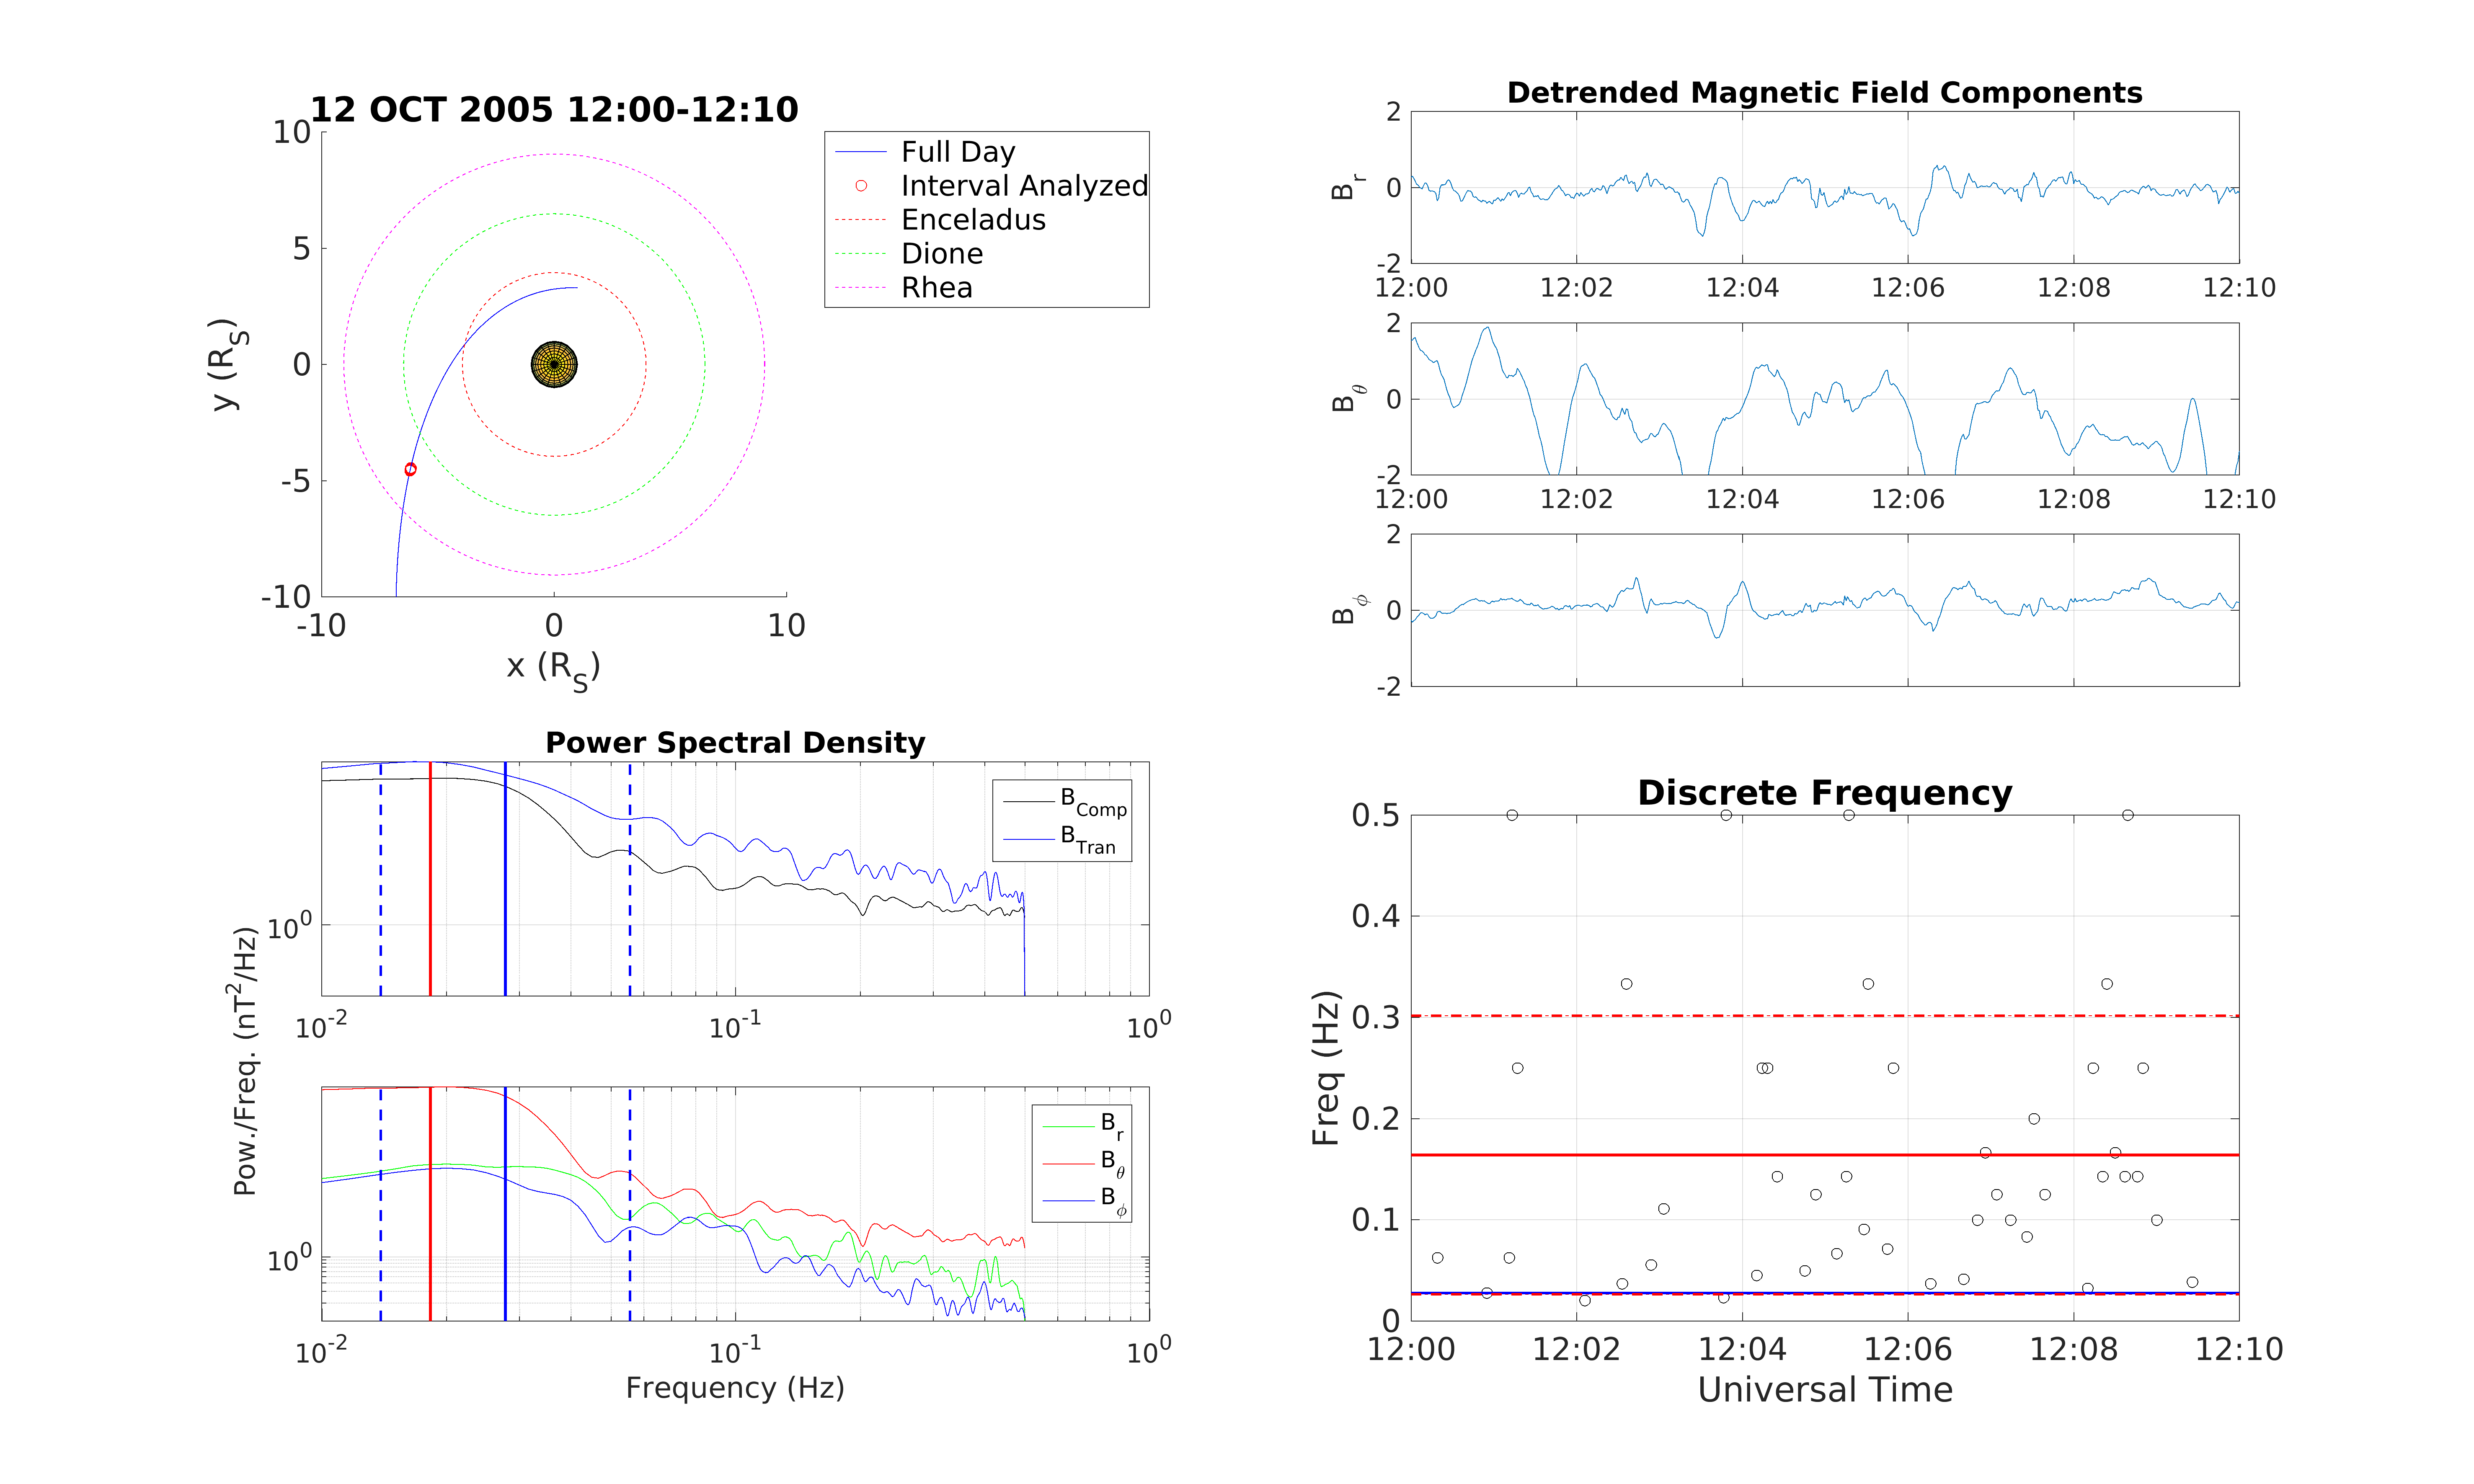 12 OCT 2005 12:00-12:10
10
5
0
-5
-10
-10 0 10
y (R_S)
x (R_S)
Full Day
Interval Analyzed
Enceladus
Dione
Rhea
Detrended Magnetic Field Components
2
0
-2
B_r
12:00 12:02 12:04 12:06 12:08 12:10
2
0
-2
B_θ
12:00 12:02 12:04 12:06 12:08 12:10
2
0
-2
B_ϕ
Power Spectral Density
10^0
10^-2 10^-1 10^0
B_Comp
B_Tran
Pow./Freq. (nT^2/Hz)
10^0
10^-2 10^-1 10^0
B_r
B_θ
B_ϕ
Frequency (Hz)
Discrete Frequency
0.5
0.4
0.3
0.2
0.1
0
Freq (Hz)
12:00 12:02 12:04 12:06 12:08 12:10
Universal Time